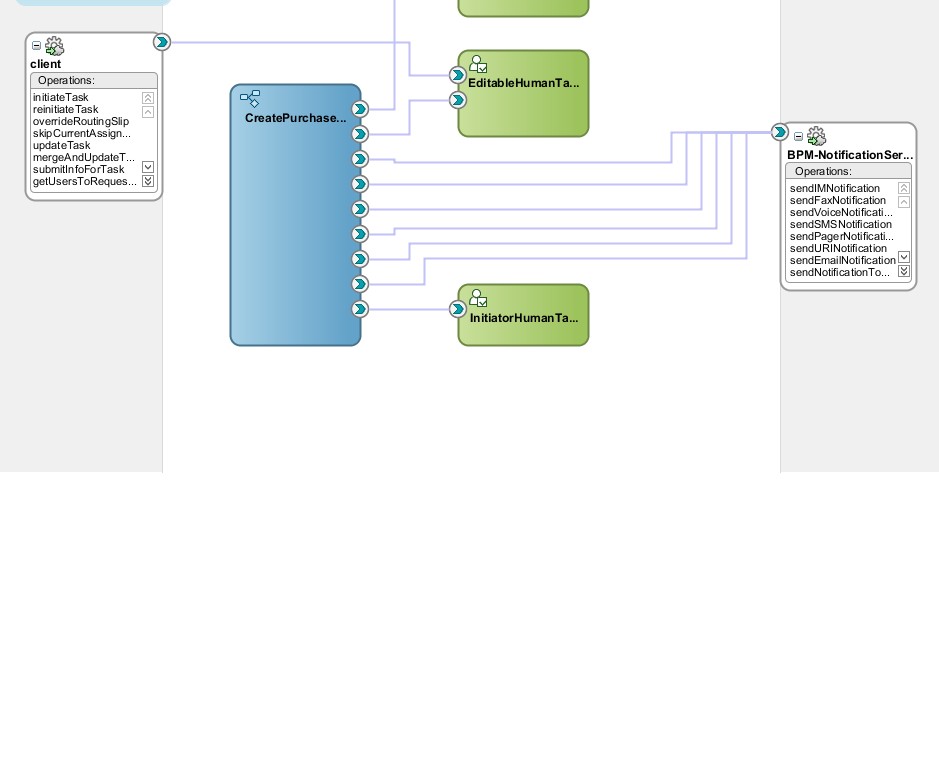 client
Operations:
initiateTask
reinitiateTask
overrideRoutingSlip
skipCurrentAssign...
updateTask
mergeAndUpdateT...
submitInfoForTask
getUsersToReques...
CreatePurchase...
EditableHumanTa...
InitiatorHumanTa...
BPM-NotificationSer...
Operations:
sendIMNotification
sendFaxNotification
sendVoiceNotificati...
sendSMSNotification
sendPagerNotificati...
sendURINotification
sendEmailNotification
sendNotificationTo...